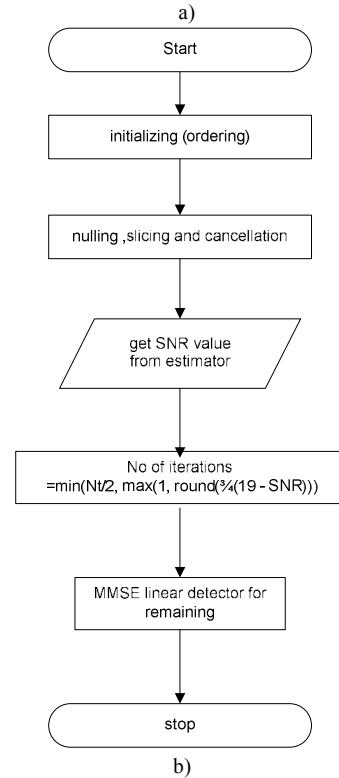 a)
Start
initializing (ordering)
nulling ,slicing and cancellation
get SNR value
from estimator
No of iterations
=min(Nt/2, max(1, round(¾(19 - SNR)))
MMSE linear detector for
remaining
stop
b)